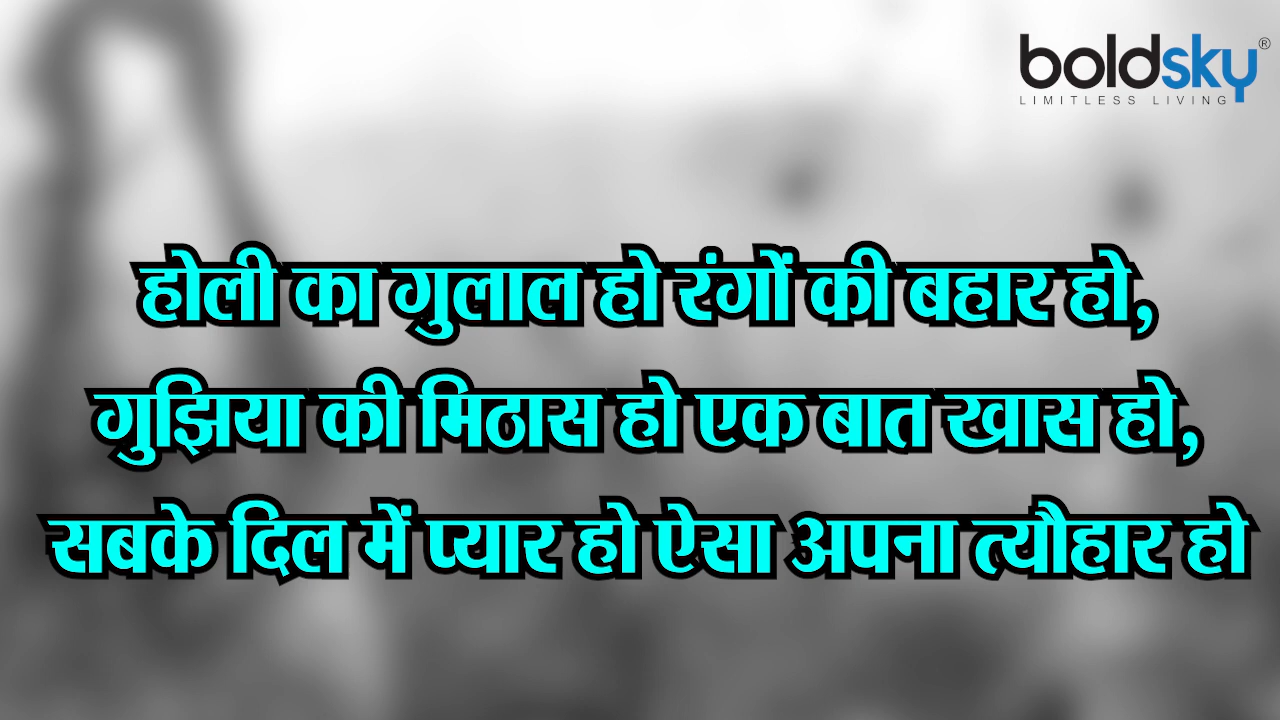 boldsky®
LIMITLESS LIVING
होली का गुलाल हो रंगों की बहार हो,
गुझिया की मिठास हो एक बात खास हो,
सबके दिल में प्यार हो ऐसा अपना त्यौहार हो